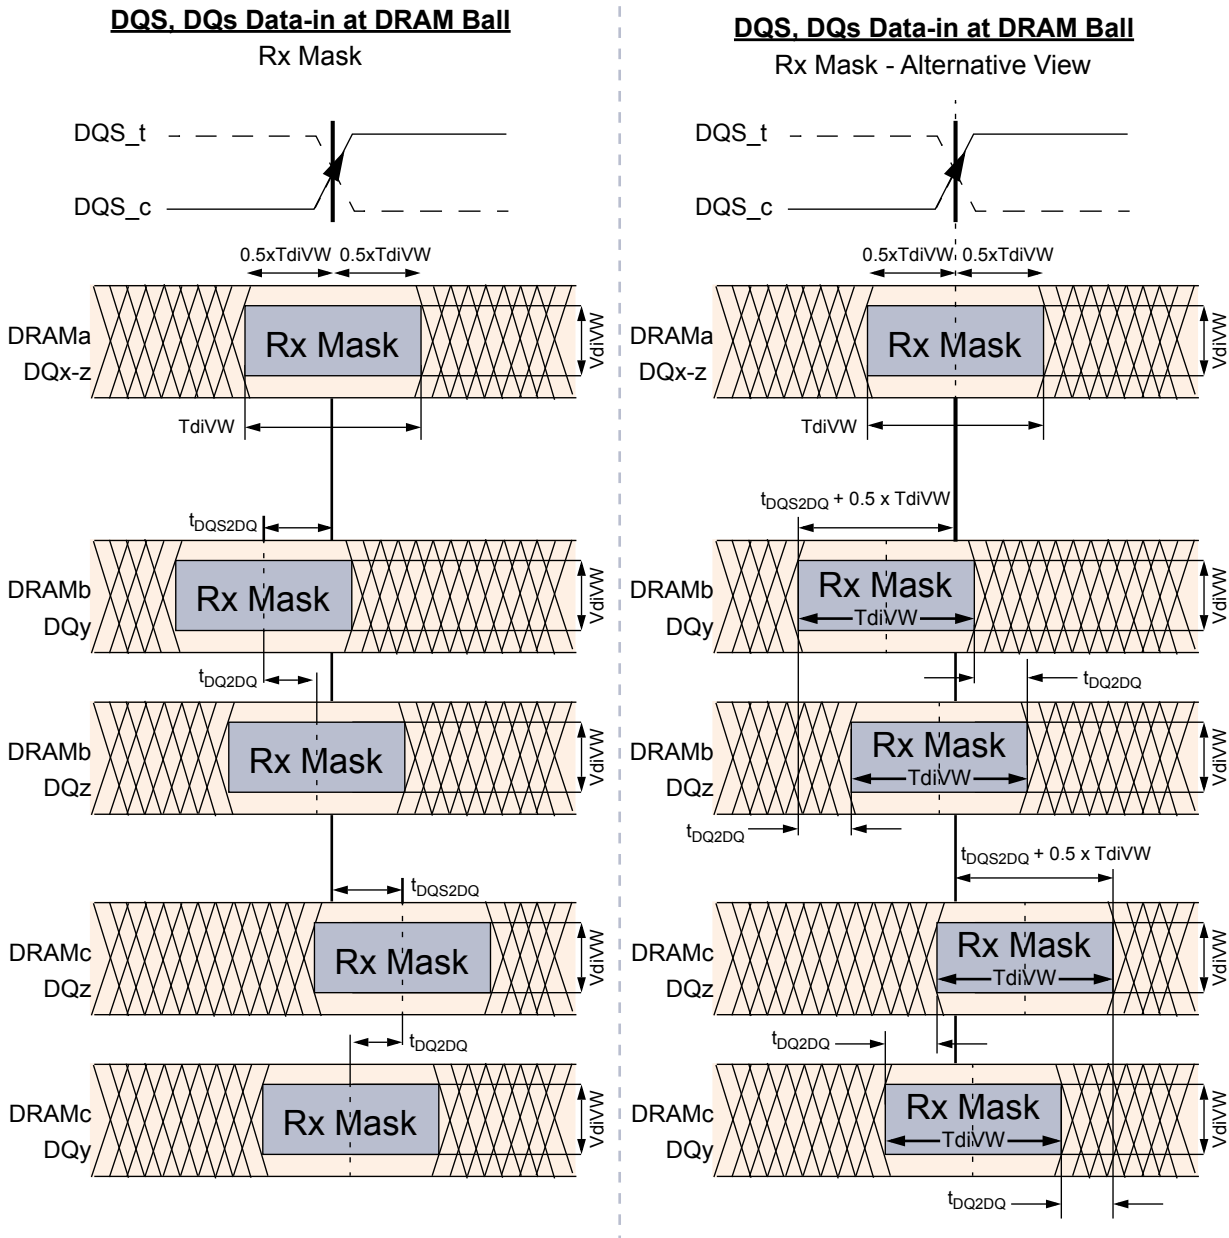 DQS, DQs Data-in at DRAM Ball
Rx Mask
DQS_t
DQS_c
0.5xTdiVW 0.5xTdiVW
DRAMa
DQx-z
Rx Mask
VdiVW
TdiVW
tDQS2DQ
DRAMb
DQy
Rx Mask
VdiVW
tDQ2DQ
DRAMb
DQz
Rx Mask
VdiVW
tDQS2DQ
DRAMc
DQz
Rx Mask
VdiVW
tDQ2DQ
DRAMc
DQy
Rx Mask
VdiVW
DQS, DQs Data-in at DRAM Ball
Rx Mask - Alternative View
DQS_t
DQS_c
0.5xTdiVW 0.5xTdiVW
DRAMa
DQx-z
Rx Mask
VdiVW
TdiVW
tDQS2DQ + 0.5 x TdiVW
DRAMb
DQy
Rx Mask
TdiVW
VdiVW
tDQ2DQ
DRAMb
DQz
Rx Mask
TdiVW
VdiVW
tDQ2DQ
tDQS2DQ + 0.5 x TdiVW
DRAMc
DQz
Rx Mask
TdiVW
VdiVW
tDQ2DQ
DRAMc
DQy
Rx Mask
TdiVW
VdiVW
tDQ2DQ